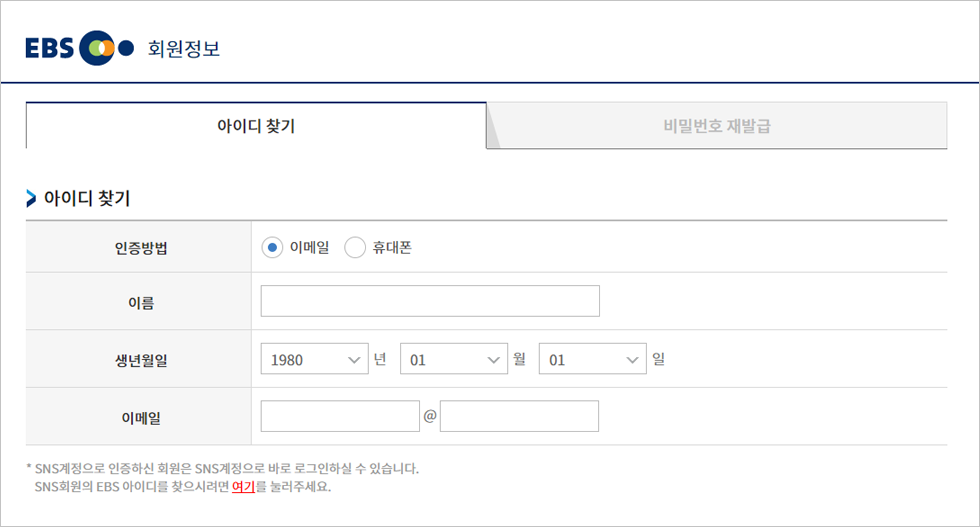 EBS 회원정보
아이디 찾기 비밀번호 재발급
아이디 찾기
인증방법 이메일 휴대폰
이름
생년월일 1980 년 01 월 01 일
이메일 @
* SNS계정으로 인증하신 회원은 SNS계정으로 바로 로그인하실 수 있습니다.
SNS회원의 EBS 아이디를 찾으시려면 여기를 눌러주세요.